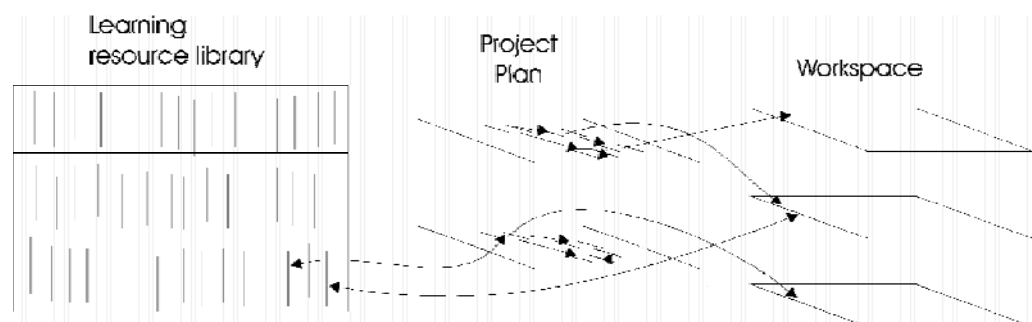 Learning
resource library
Project
Plan
Workspace